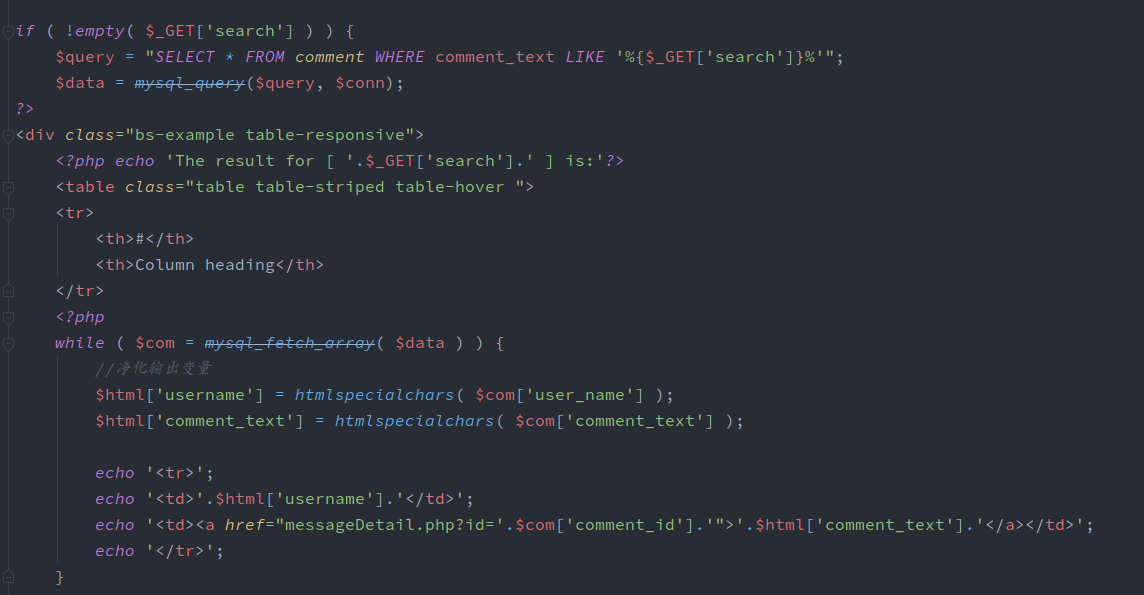 if ( !empty( $_GET['search'] ) ) {
$query = "SELECT * FROM comment WHERE comment_text LIKE '%{$_GET['search']}%'";
$data = mysql_query($query, $conn);
?>
<div class="bs-example table-responsive">
<?php echo 'The result for [ '.$_GET['search'].' ] is:'?>
<table class="table table-striped table-hover ">
<tr>
<th>#</th>
<th>Column heading</th>
</tr>
<?php
while ( $com = mysql_fetch_array( $data ) ) {
//净化输出变量
$html['username'] = htmlspecialchars( $com['user_name'] );
$html['comment_text'] = htmlspecialchars( $com['comment_text'] );
echo '<tr>';
echo '<td>'.$html['username'].'</td>';
echo '<td><a href="messageDetail.php?id='.$com['comment_id'].'">'.$html['comment_text'].'</a></td>';
echo '</tr>';
}